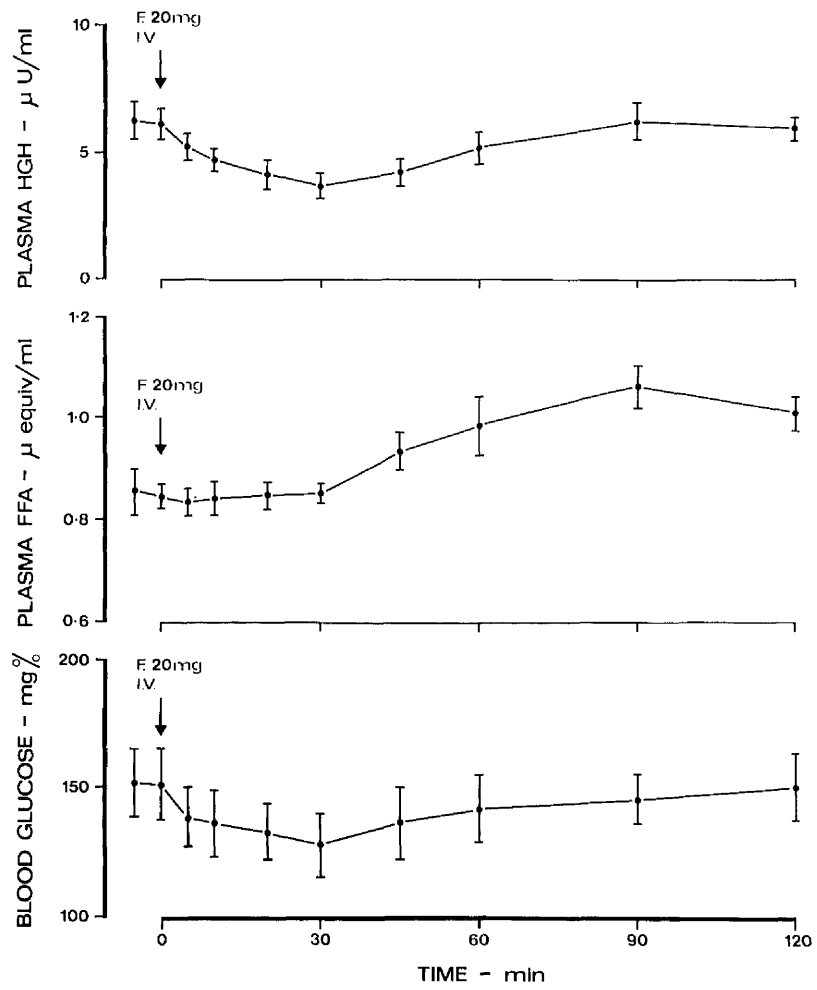 PLASMA HGH – µ U/ml
10
5
0
F. 20mg
I.V.
PLASMA FFA – µ equiv/ml
1·2
1·0
0·8
0·6
F. 20mg
I.V.
BLOOD GLUCOSE – mg%
200
150
100
F. 20mg
I.V.
0 30 60 90 120
TIME – min